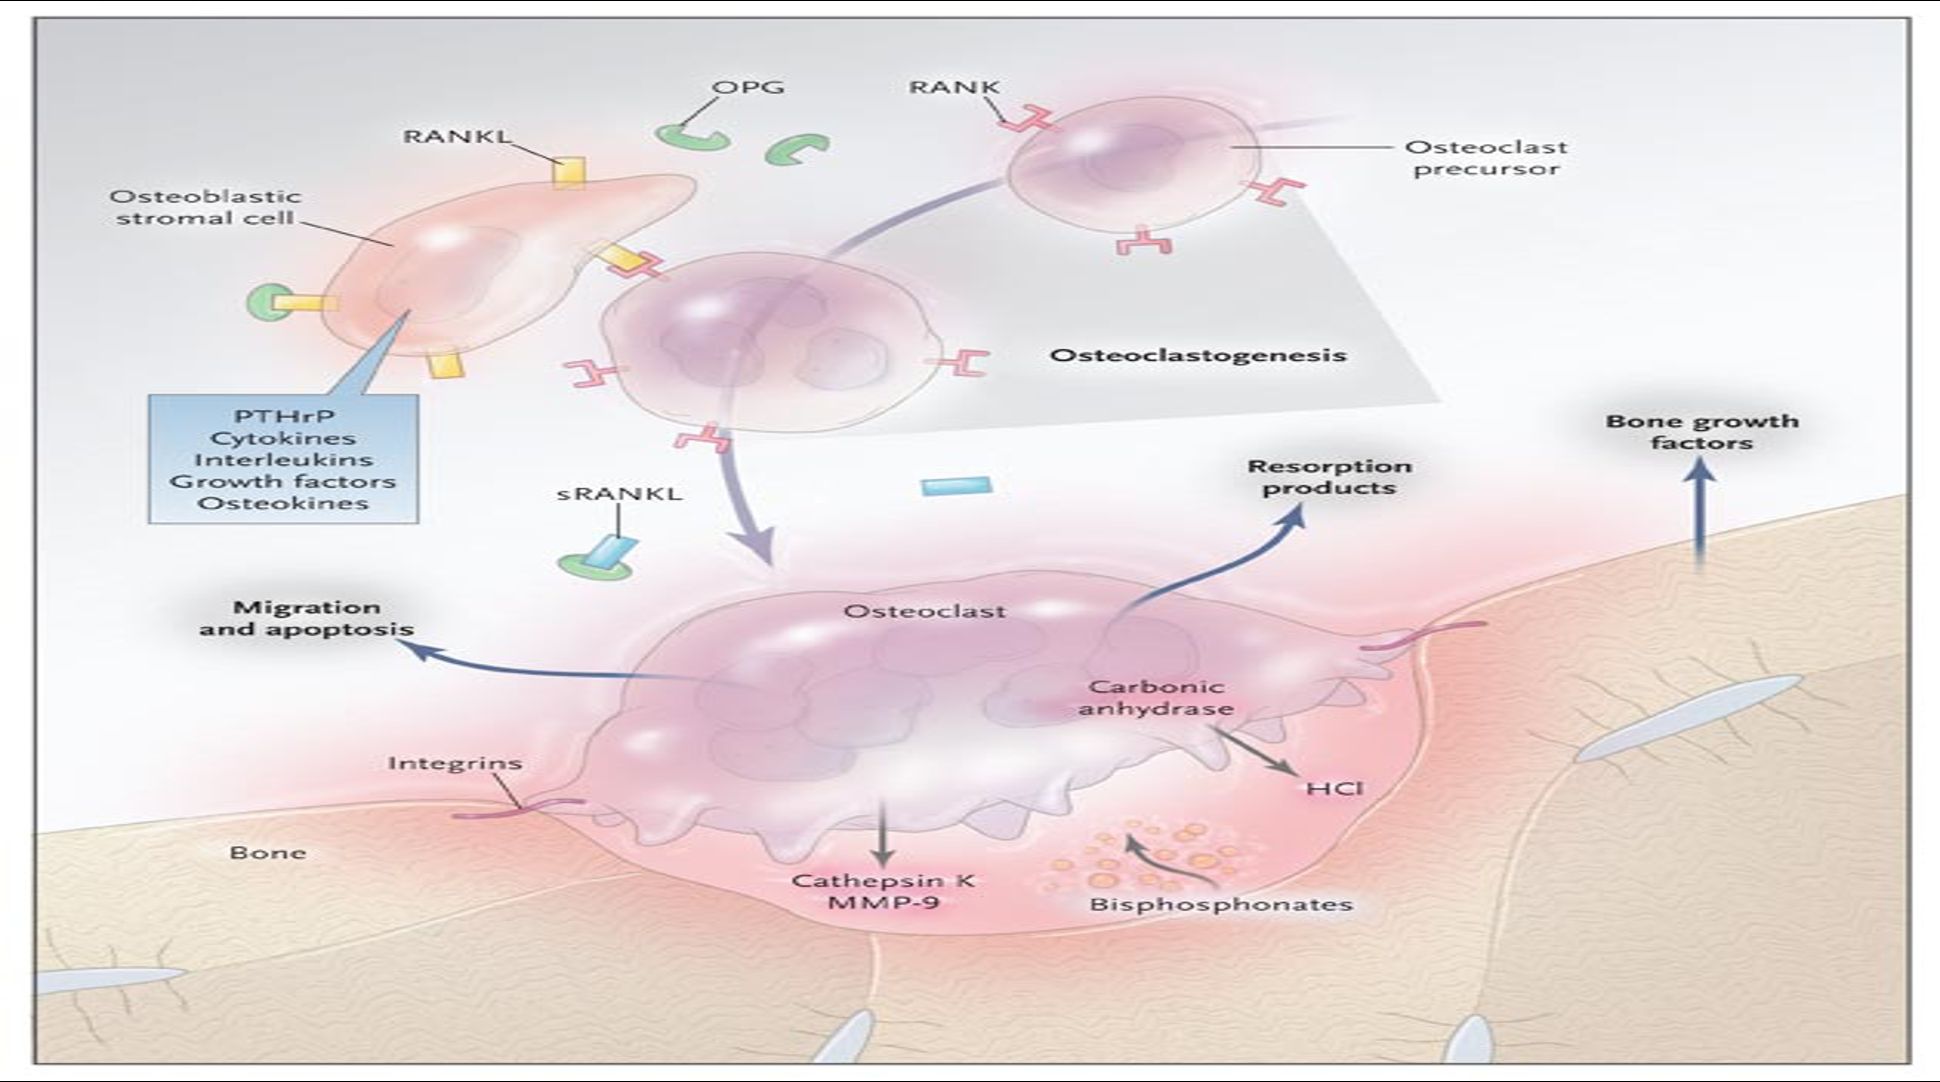 OPG
RANK
RANKL
Osteoclast
precursor
Osteoblastic
stromal cell
Osteoclastogenesis
PTHrP
Cytokines
Interleukins
Growth factors
Osteokines
Bone growth
factors
Resorption
products
sRANKL
Migration
and apoptosis
Osteoclast
Carbonic
anhydrase
Integrins
HCl
Bone
Cathepsin K
MMP-9
Bisphosphonates